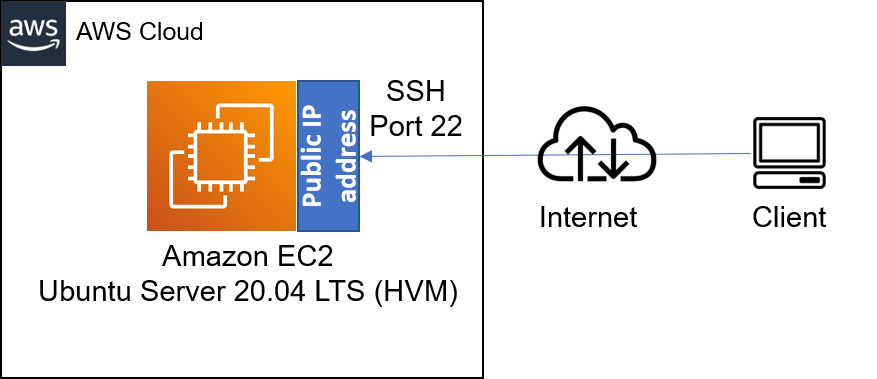 aws
AWS Cloud
SSH
Port 22
Public IP
address
Internet
Client
Amazon EC2
Ubuntu Server 20.04 LTS (HVM)